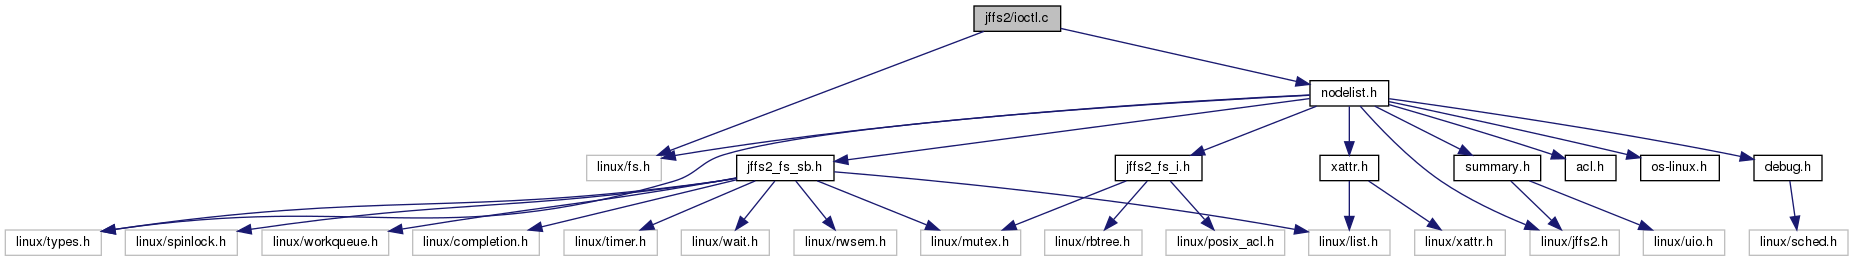 jffs2/ioctl.c
nodelist.h
linux/fs.h
jffs2_fs_sb.h
jffs2_fs_i.h
xattr.h
summary.h
acl.h
os-linux.h
debug.h
linux/types.h
linux/spinlock.h
linux/workqueue.h
linux/completion.h
linux/timer.h
linux/wait.h
linux/rwsem.h
linux/mutex.h
linux/rbtree.h
linux/posix_acl.h
linux/list.h
linux/xattr.h
linux/jffs2.h
linux/uio.h
linux/sched.h